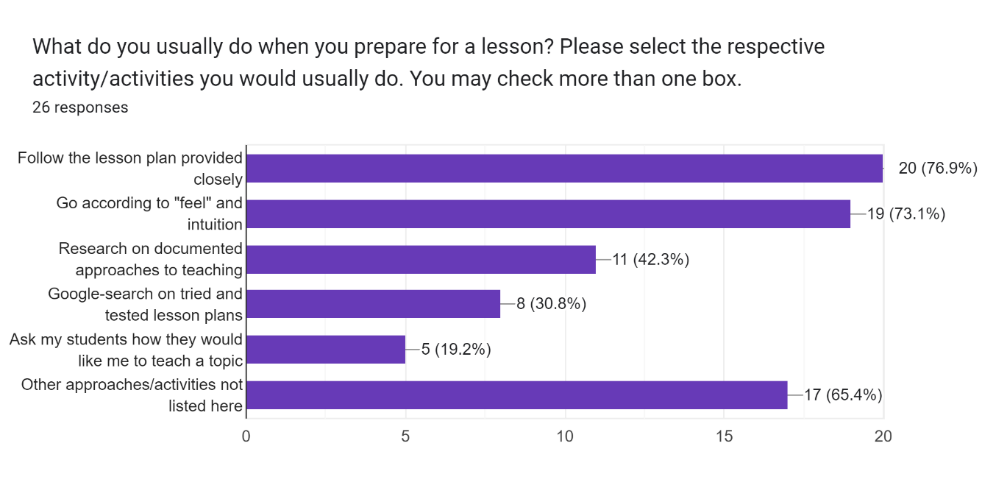 What do you usually do when you prepare for a lesson? Please select the respective
activity/activities you would usually do. You may check more than one box.
26 responses
Follow the lesson plan provided
closely
20 (76.9%)
Go according to "feel" and
intuition
19 (73.1%)
Research on documented
approaches to teaching
11 (42.3%)
Google-search on tried and
tested lesson plans
8 (30.8%)
Ask my students how they would
like me to teach a topic
5 (19.2%)
Other approaches/activities not
listed here
17 (65.4%)
0 5 10 15 20